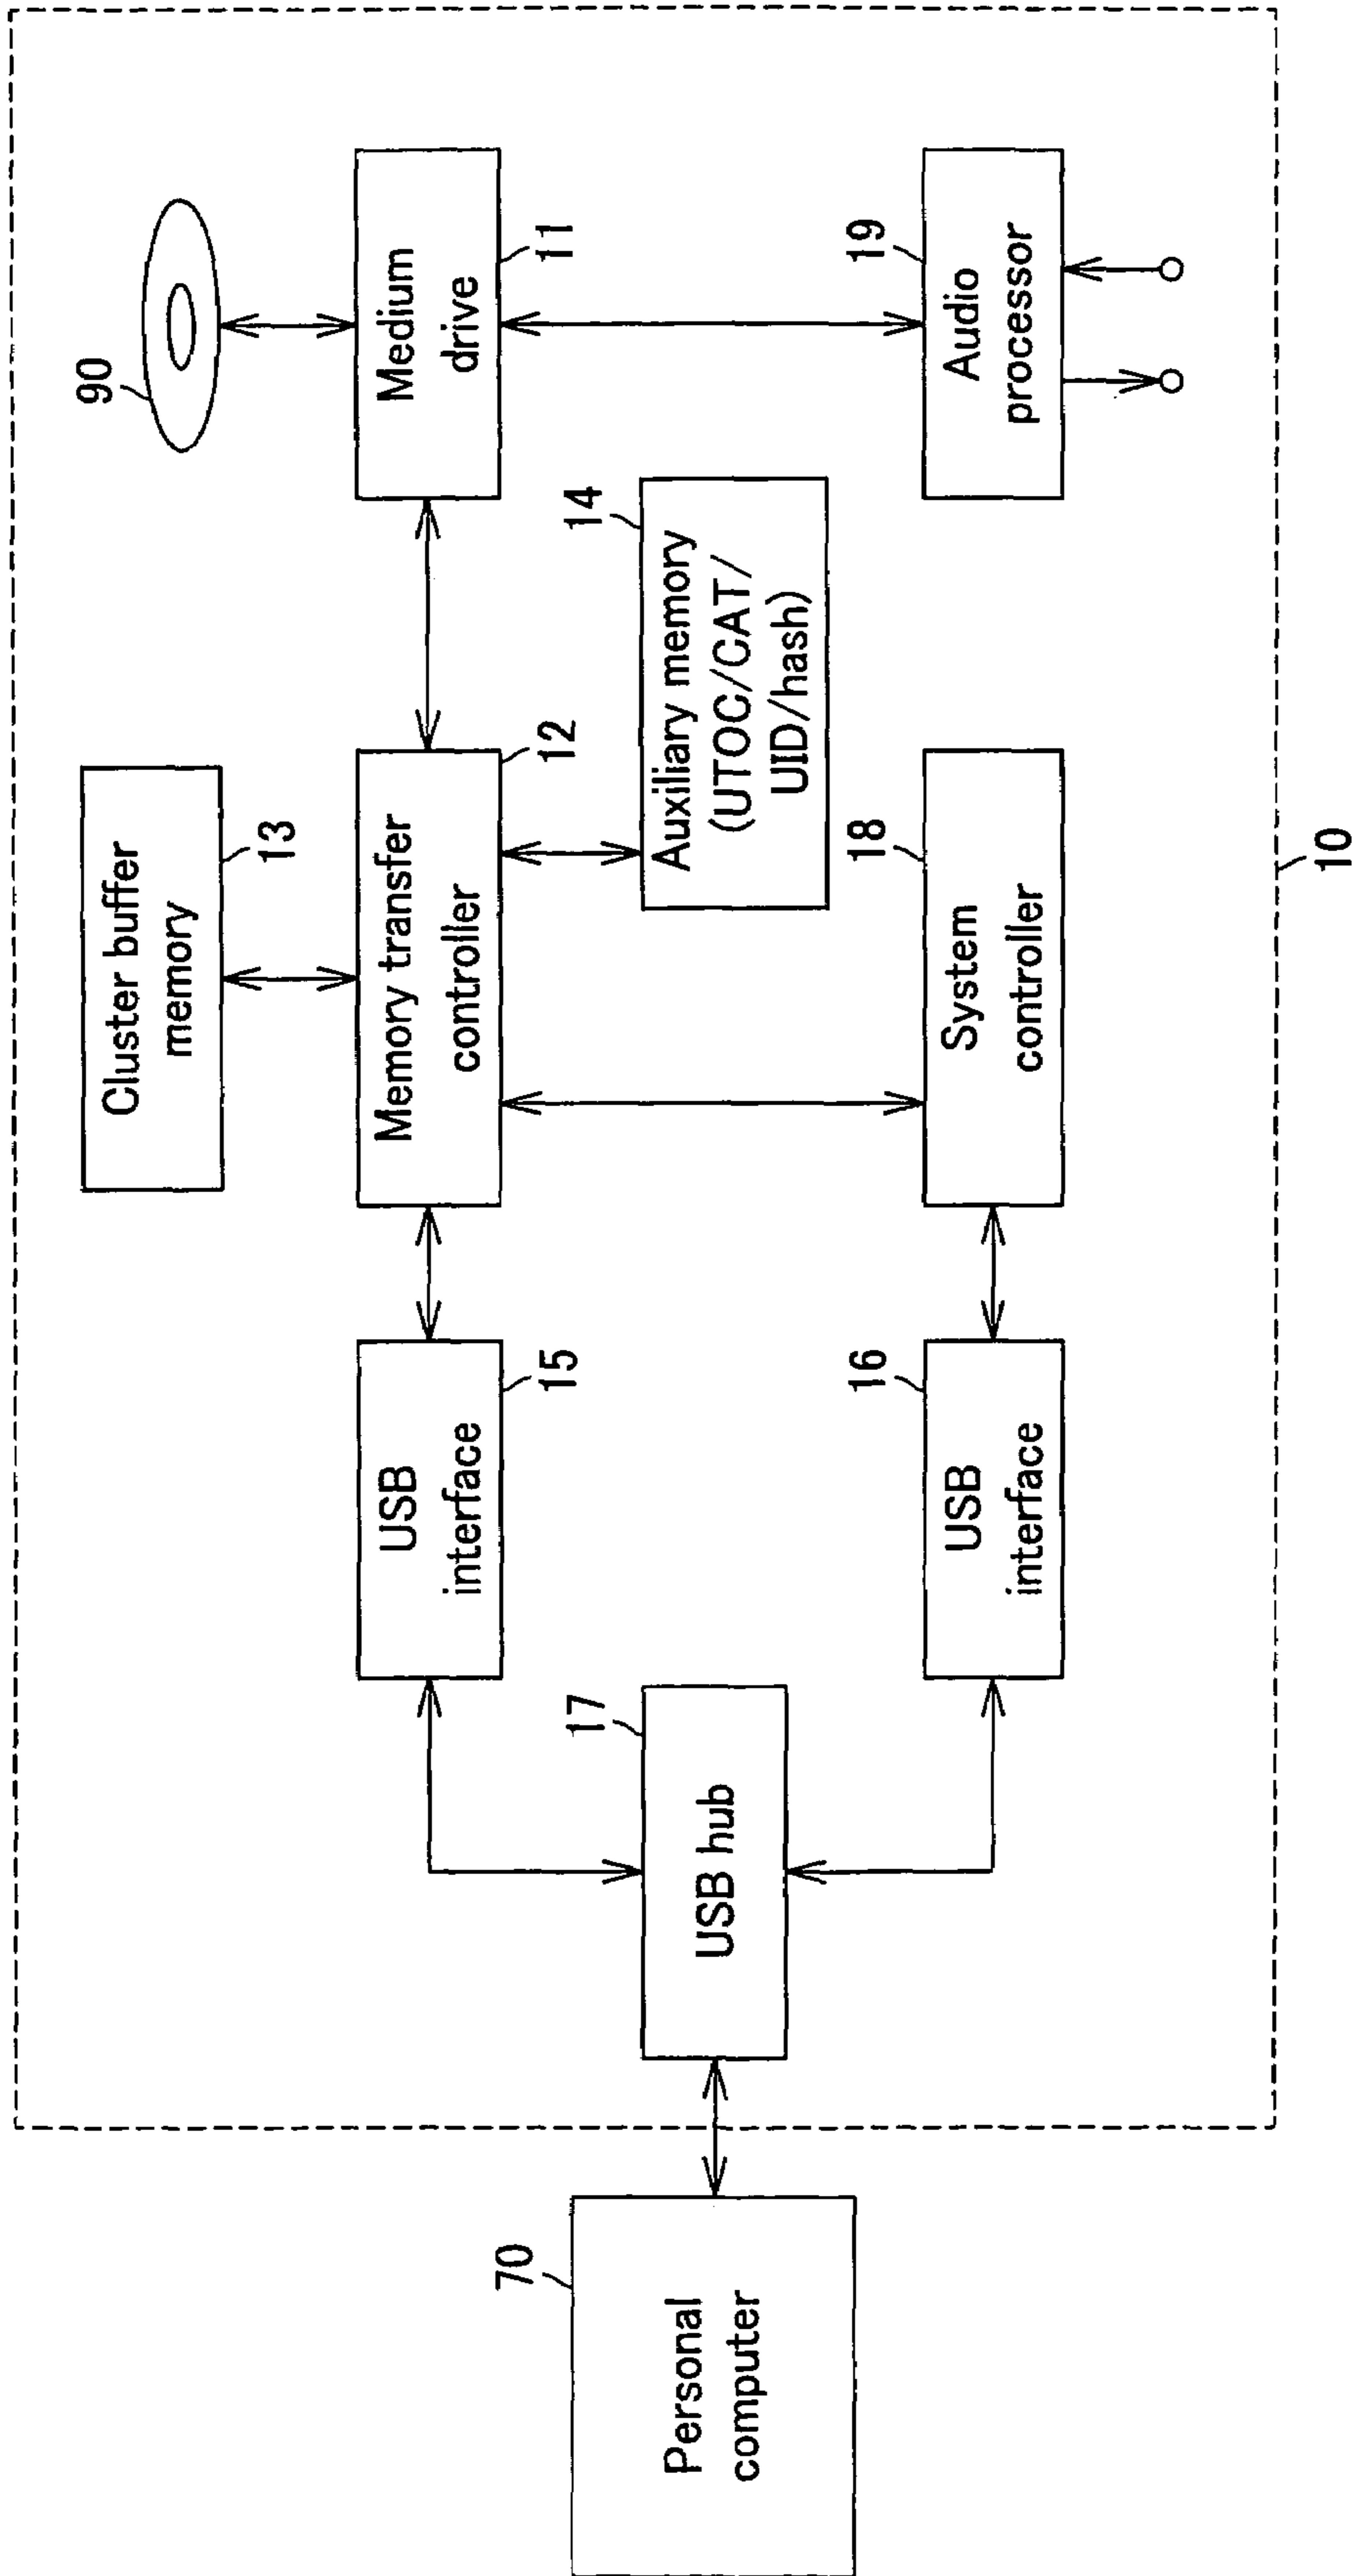 90
Medium
drive
11
19
Audio
processor
Cluster buffer
memory
13
Memory transfer
controller
12
14
Auxiliary memory
(UTOC/CAT/
UID/hash)
18
System
controller
USB
interface
15
16
USB
interface
17
USB hub
70
Personal
computer
10